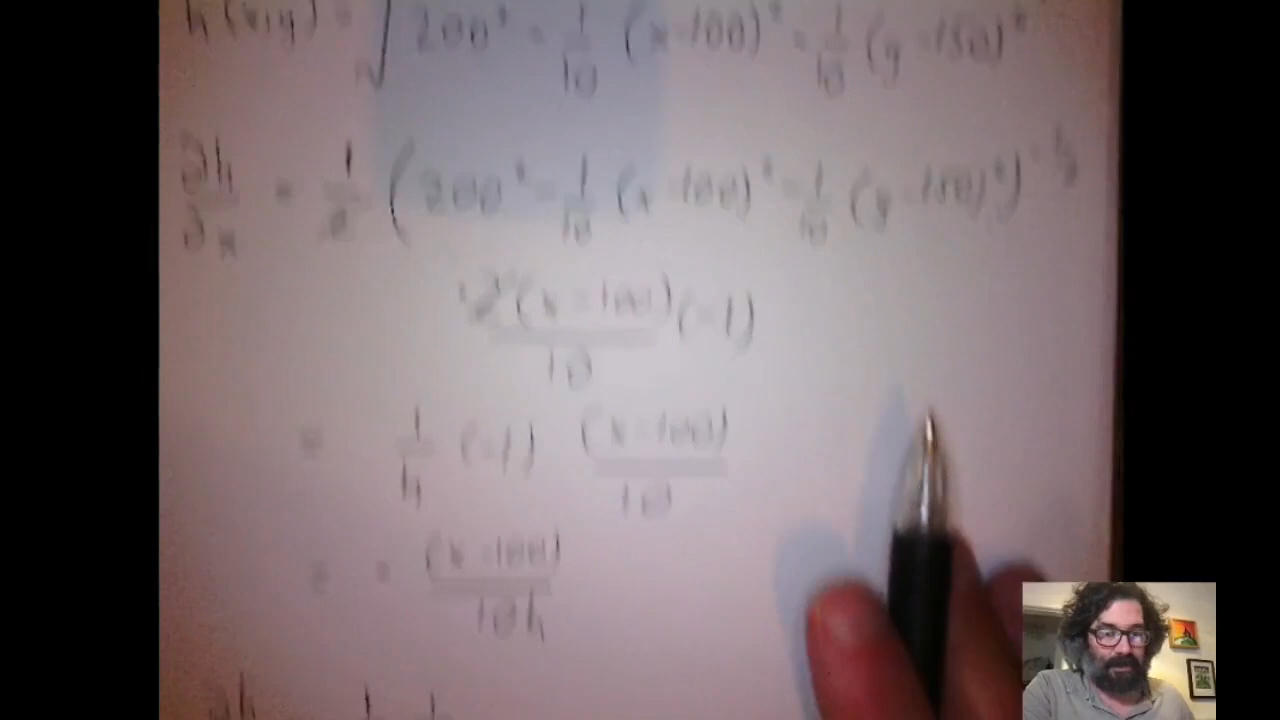 h(x,y) = √ 200² - 1/10 (x-100)² - 1/10 (y-150)²
∂h/∂x = 1/2 ( 200² - 1/10 (x-100)² - 1/10 (y-150)² )^-1/2
· 2(x-100)/10 (-1)
= 1/h (-1) (x-100)/10
= - (x-100)/10h